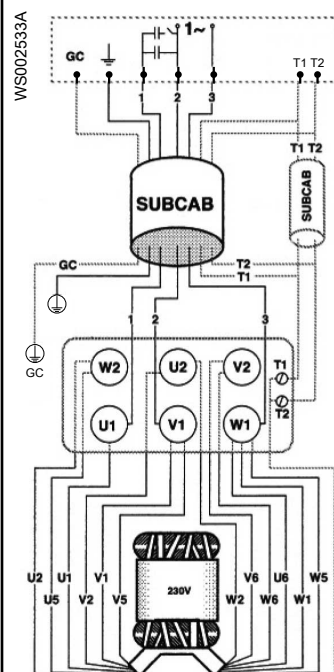 WS002533A
1~
GC
T1 T2
1 2 3
T1 T2
SUBCAB
SUBCAB
GC
T2
T1
1 2 3
GC
W2 U2 V2
T1
U1 V1 W1
T2
230V
U2 U1 V1 V6 U6 W5
U5 V2 V5 W2 W6 W1